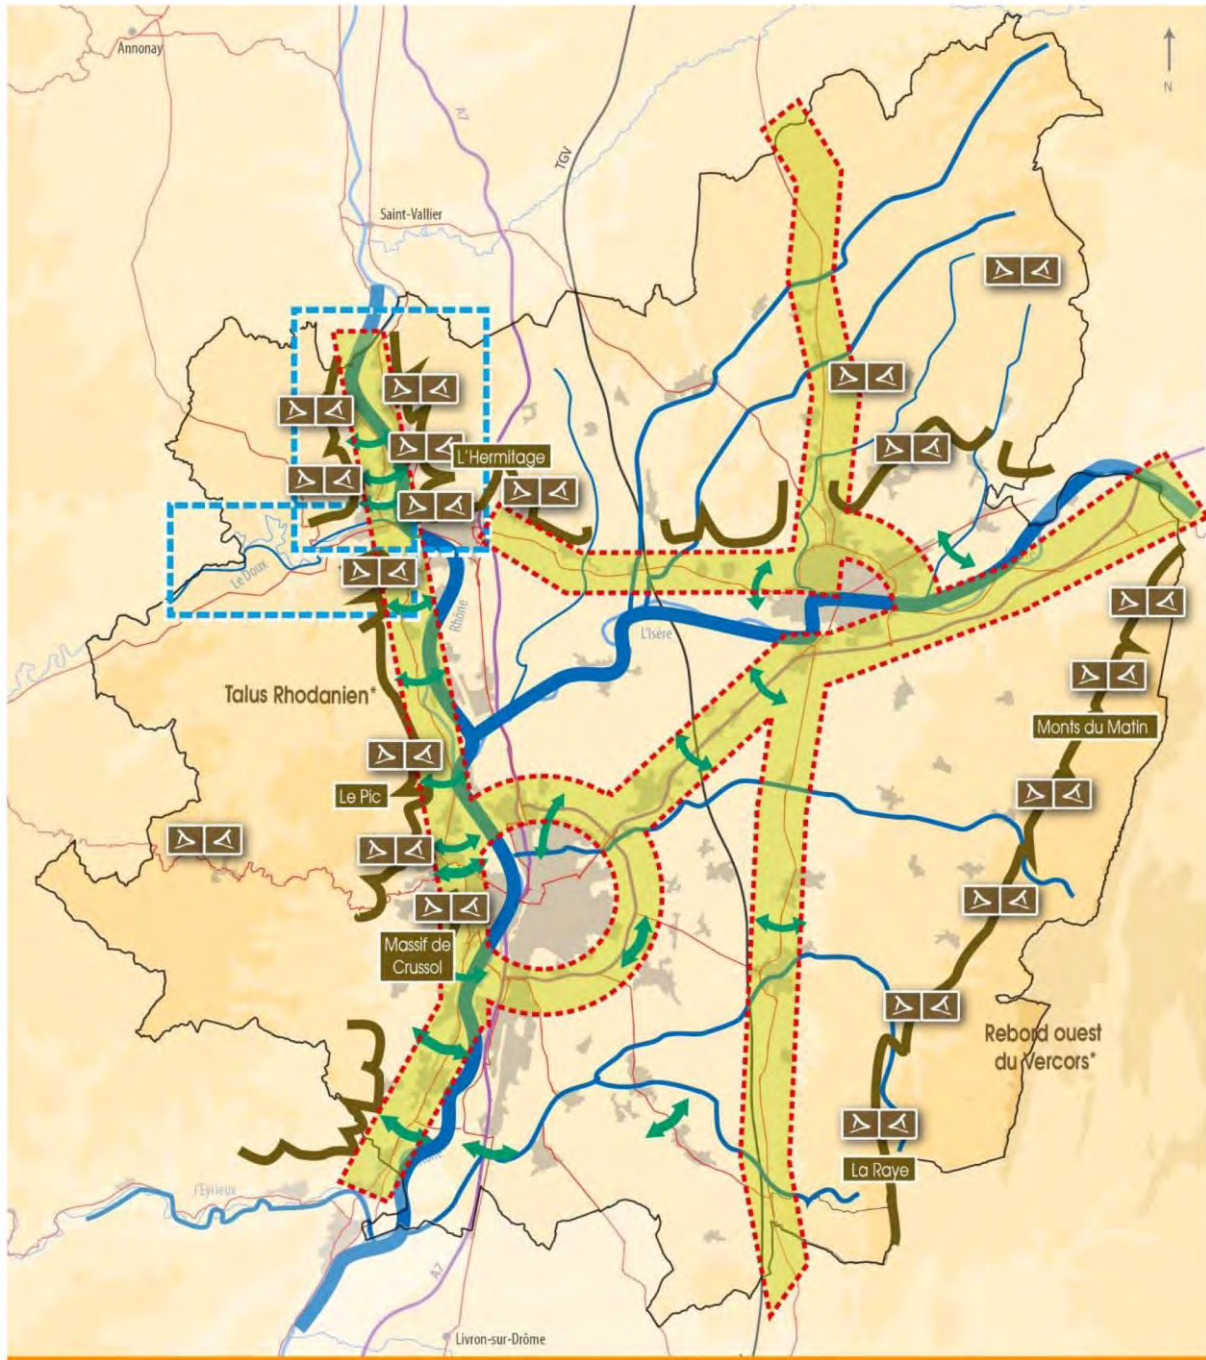 Annonay
N
A7
TGV
Saint-Vallier
L'Hermitage
Le Doux
Rhône
L'Isère
Talus Rhodanien*
Monts du Matin
Le Pic
Massif de
Crussol
Rebord ouest
du Vercors*
La Raye
l'Eyrieux
A7
Livron-sur-Drôme